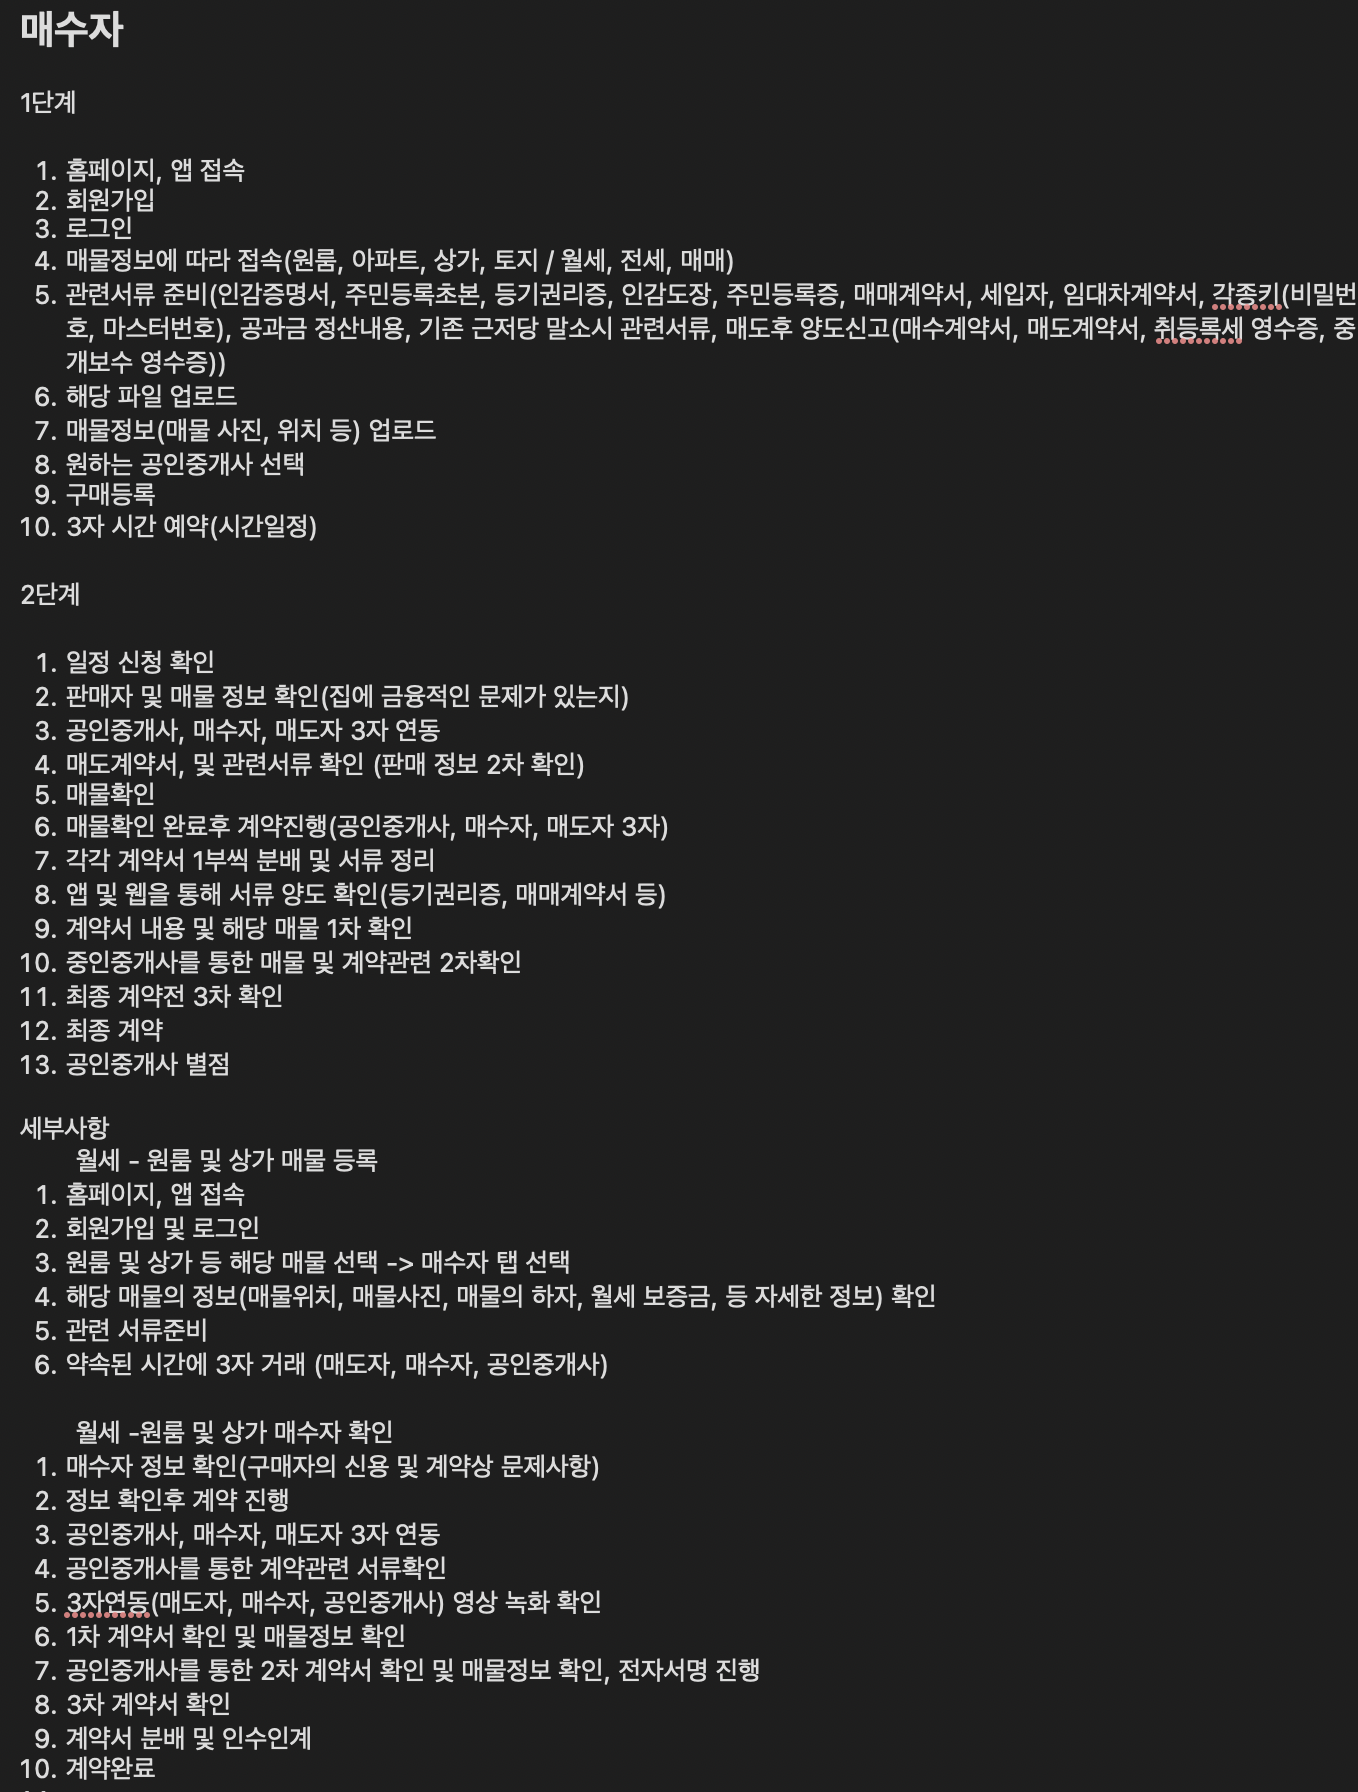 매수자
1단계
1. 홈페이지, 앱 접속
2. 회원가입
3. 로그인
4. 매물정보에 따라 접속(원룸, 아파트, 상가, 토지 / 월세, 전세, 매매)
5. 관련서류 준비(인감증명서, 주민등록초본, 등기권리증, 인감도장, 주민등록증, 매매계약서, 세입자, 임대차계약서, 각종키(비밀번
호, 마스터번호), 공과금 정산내용, 기존 근저당 말소시 관련서류, 매도후 양도신고(매수계약서, 매도계약서, 취등록세 영수증, 중
개보수 영수증))
6. 해당 파일 업로드
7. 매물정보(매물 사진, 위치 등) 업로드
8. 원하는 공인중개사 선택
9. 구매등록
10. 3자 시간 예약(시간일정)
2단계
1. 일정 신청 확인
2. 판매자 및 매물 정보 확인(집에 금융적인 문제가 있는지)
3. 공인중개사, 매수자, 매도자 3자 연동
4. 매도계약서, 및 관련서류 확인 (판매 정보 2차 확인)
5. 매물확인
6. 매물확인 완료후 계약진행(공인중개사, 매수자, 매도자 3자)
7. 각각 계약서 1부씩 분배 및 서류 정리
8. 앱 및 웹을 통해 서류 양도 확인(등기권리증, 매매계약서 등)
9. 계약서 내용 및 해당 매물 1차 확인
10. 중인중개사를 통한 매물 및 계약관련 2차확인
11. 최종 계약전 3차 확인
12. 최종 계약
13. 공인중개사 별점
세부사항
월세 - 원룸 및 상가 매물 등록
1. 홈페이지, 앱 접속
2. 회원가입 및 로그인
3. 원룸 및 상가 등 해당 매물 선택 -> 매수자 탭 선택
4. 해당 매물의 정보(매물위치, 매물사진, 매물의 하자, 월세 보증금, 등 자세한 정보) 확인
5. 관련 서류준비
6. 약속된 시간에 3자 거래 (매도자, 매수자, 공인중개사)
월세 -원룸 및 상가 매수자 확인
1. 매수자 정보 확인(구매자의 신용 및 계약상 문제사항)
2. 정보 확인후 계약 진행
3. 공인중개사, 매수자, 매도자 3자 연동
4. 공인중개사를 통한 계약관련 서류확인
5. 3자연동(매도자, 매수자, 공인중개사) 영상 녹화 확인
6. 1차 계약서 확인 및 매물정보 확인
7. 공인중개사를 통한 2차 계약서 확인 및 매물정보 확인, 전자서명 진행
8. 3차 계약서 확인
9. 계약서 분배 및 인수인계
10. 계약완료